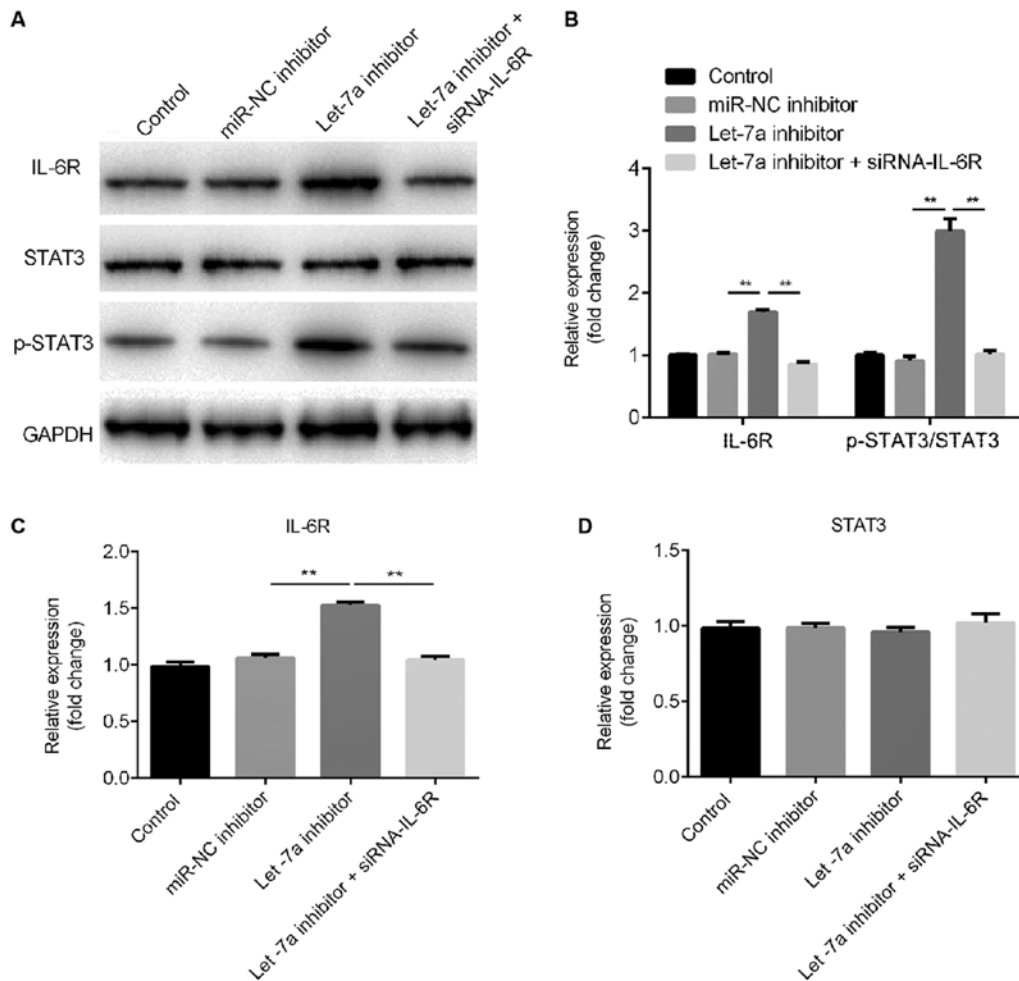 A
Control
miR-NC inhibitor
Let-7a inhibitor
Let-7a inhibitor +
siRNA-IL-6R
IL-6R
STAT3
p-STAT3
GAPDH
B
Control
miR-NC inhibitor
Let-7a inhibitor
Let-7a inhibitor + siRNA-IL-6R
Relative expression
(fold change)
4
3
2
1
0
** **
** **
IL-6R
p-STAT3/STAT3
C
IL-6R
Relative expression
(fold change)
2.0
1.5
1.0
0.5
0.0
** **
Control
miR-NC inhibitor
Let -7a inhibitor
Let -7a inhibitor + siRNA-IL-6R
D
STAT3
Relative expression
(fold change)
1.5
1.0
0.5
0.0
Control
miR-NC inhibitor
Let -7a inhibitor
Let -7a inhibitor + siRNA-IL-6R